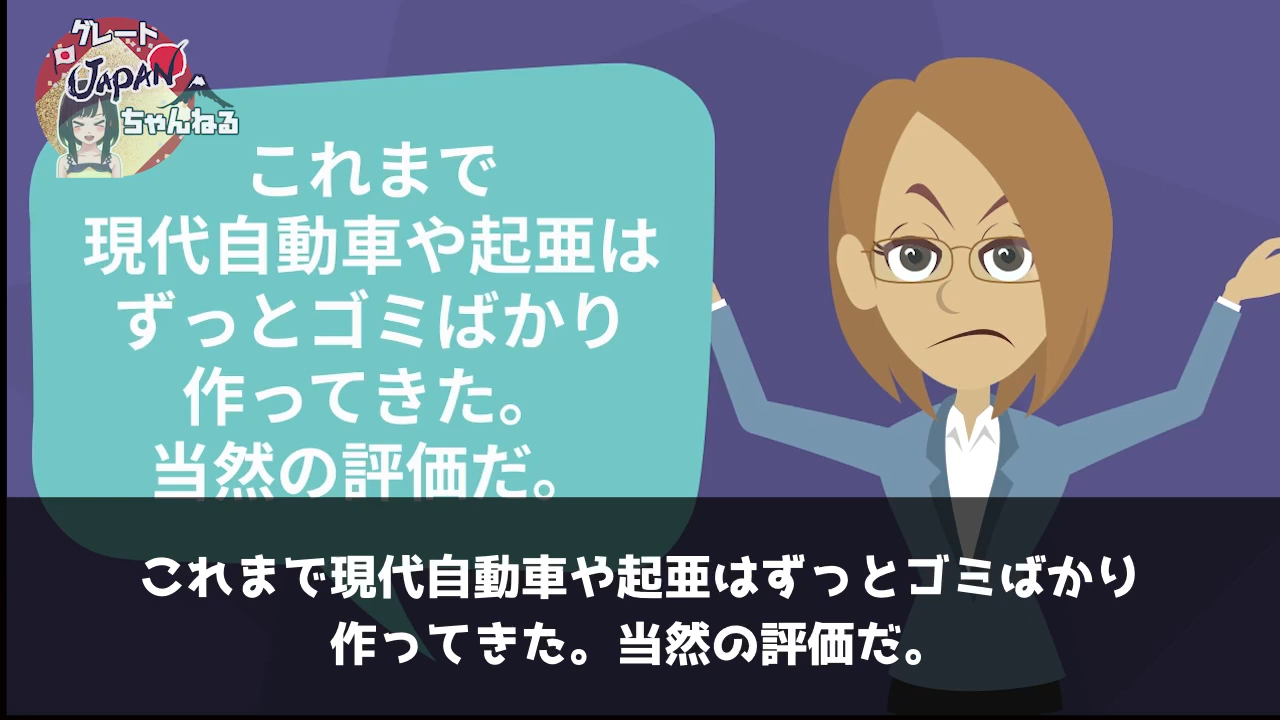 グレート
JAPAN
ちゃんねる
これまで
現代自動車や起亜は
ずっとゴミばかり
作ってきた。
当然の評価だ。
これまで現代自動車や起亜はずっとゴミばかり
作ってきた。当然の評価だ。